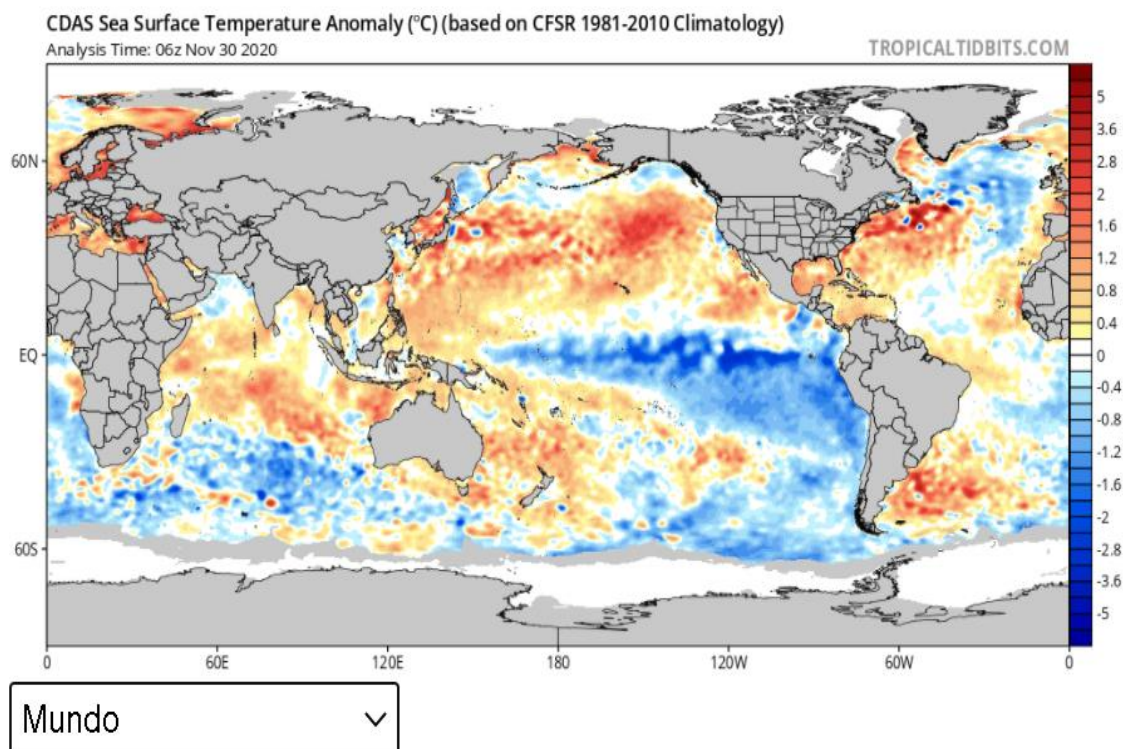 CDAS Sea Surface Temperature Anomaly (°C) (based on CFSR 1981-2010 Climatology)
Analysis Time: 06z Nov 30 2020
TROPICALTIDBITS.COM
60N
EQ
60S
0
60E
120E
180
120W
60W
0
5
3.6
2.8
2
1.6
1.2
0.8
0.4
0
-0.4
-0.8
-1.2
-1.6
-2
-2.8
-3.6
-5
Mundo